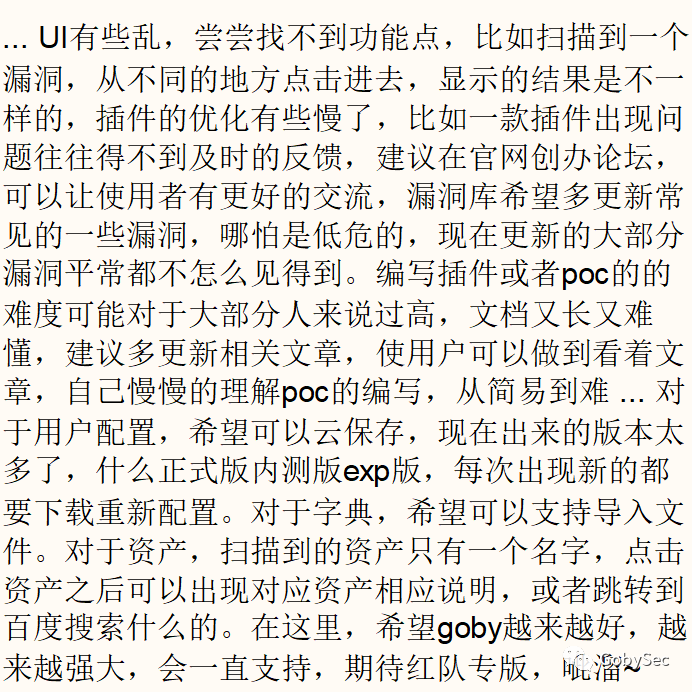 ... UI有些乱，尝尝找不到功能点，比如扫描到一个
漏洞，从不同的地方点击进去，显示的结果是不一
样的，插件的优化有些慢了，比如一款插件出现问
题往往得不到及时的反馈，建议在官网创办论坛，
可以让使用者有更好的交流，漏洞库希望多更新常
见的一些漏洞，哪怕是低危的，现在更新的大部分
漏洞平常都不怎么见得到。编写插件或者poc的的
难度可能对于大部分人来说过高，文档又长又难
懂，建议多更新相关文章，使用户可以做到看着文
章，自己慢慢的理解poc的编写，从简易到难 ... 对
于用户配置，希望可以云保存，现在出来的版本太
多了，什么正式版内测版exp版，每次出现新的都
要下载重新配置。对于字典，希望可以支持导入文
件。对于资产，扫描到的资产只有一个名字，点击
资产之后可以出现对应资产相应说明，或者跳转到
百度搜索什么的。在这里，希望goby越来越好，越
来越强大，会一直支持，期待红队专版，呲溜~
GobySec